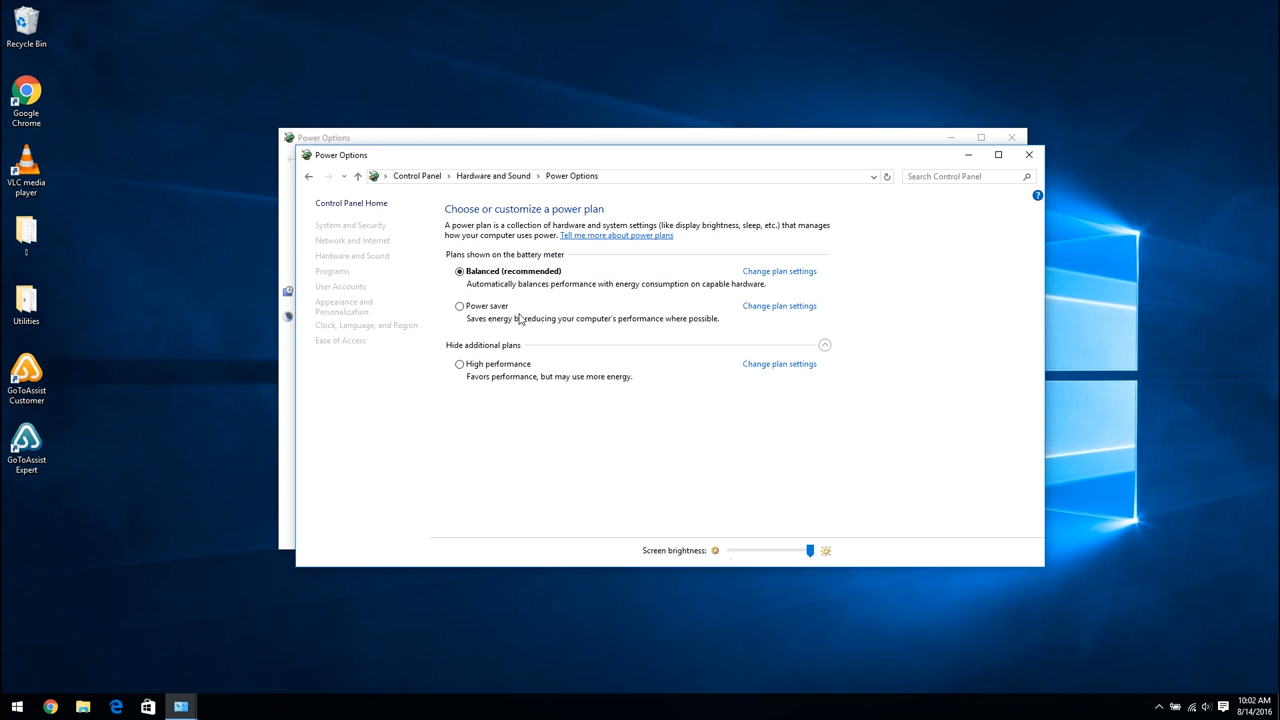 Recycle Bin
Google
Chrome
VLC media
player
Utilities
GoToAssist
Customer
GoToAssist
Expert
Power Options
Power Options
Control Panel
Hardware and Sound
Power Options
Search Control Panel
Control Panel Home
System and Security
Network and Internet
Hardware and Sound
Programs
User Accounts
Appearance and
Personalization
Clock, Language, and Region
Ease of Access
Choose or customize a power plan
A power plan is a collection of hardware and system settings (like display brightness, sleep, etc.) that manages
how your computer uses power. Tell me more about power plans
Plans shown on the battery meter
Balanced (recommended)
Change plan settings
Automatically balances performance with energy consumption on capable hardware.
Power saver
Change plan settings
Saves energy by reducing your computer's performance where possible.
Hide additional plans
High performance
Change plan settings
Favors performance, but may use more energy.
Screen brightness:
10:02 AM
8/14/2016